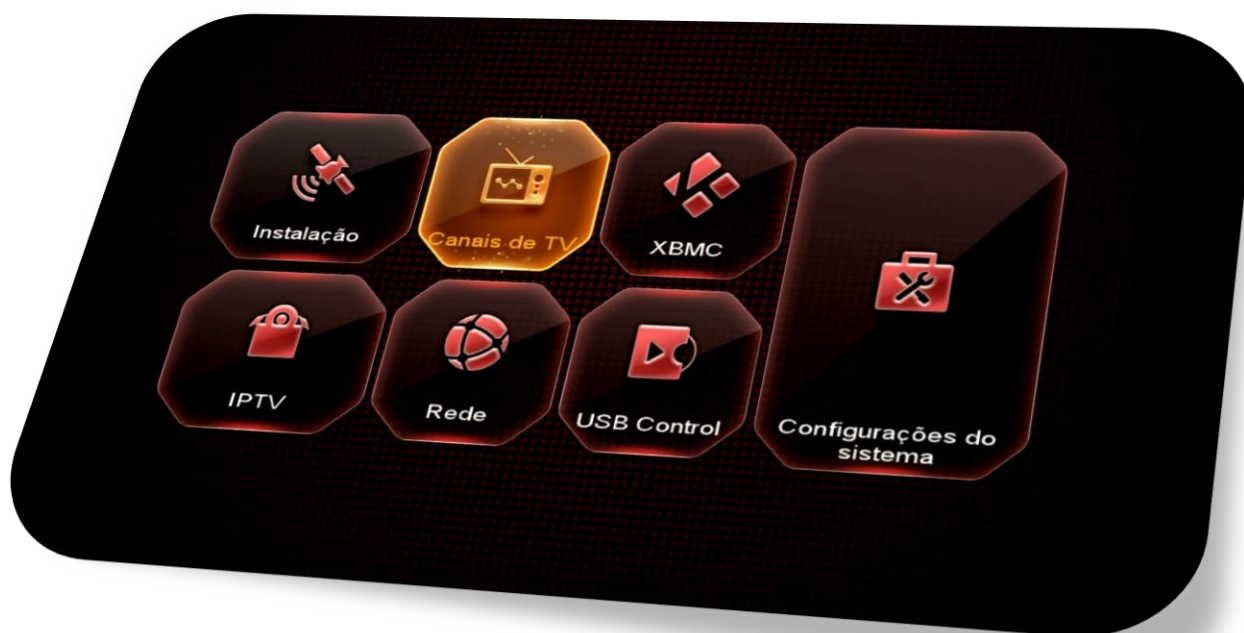 Instalação
Canais de TV
XBMC
IPTV
Rede
USB Control
Configurações do
sistema